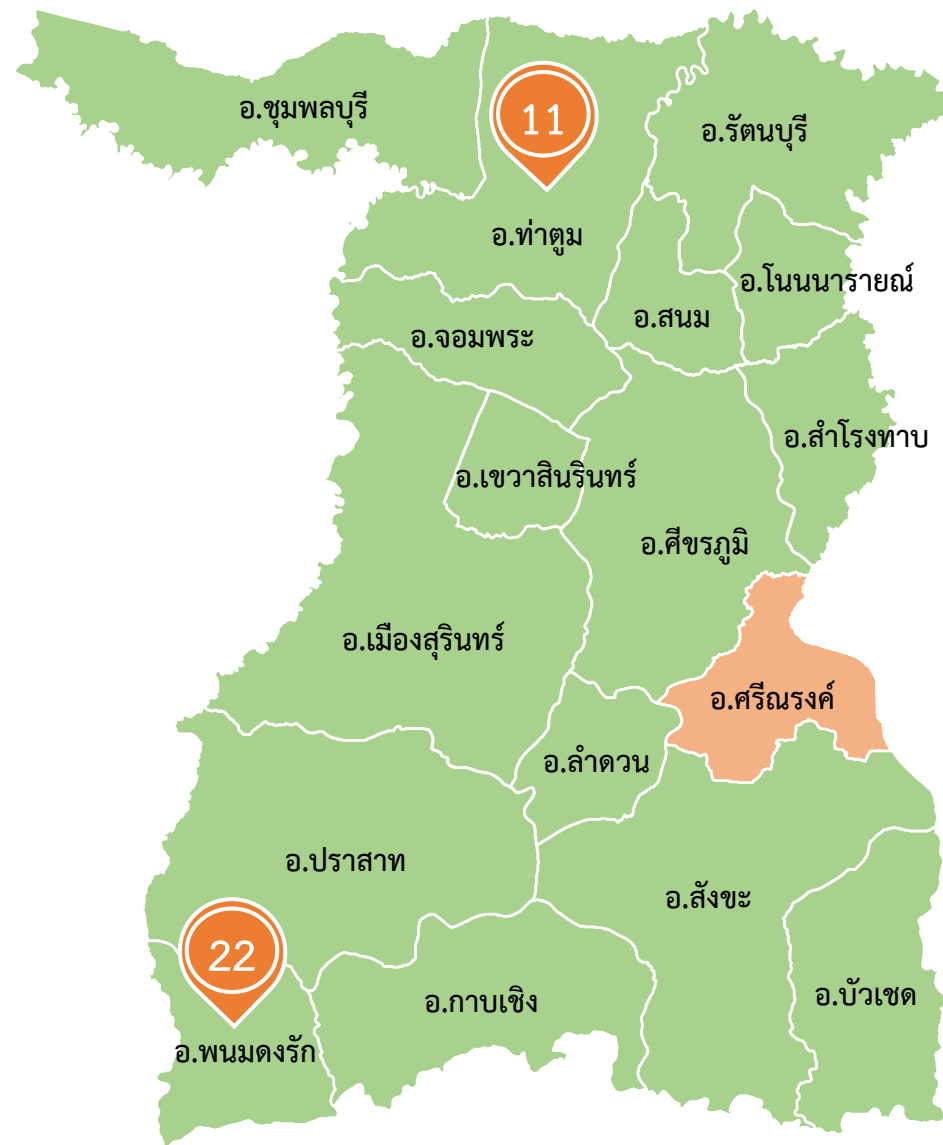 อ.ชุมพลบุรี
11
อ.รัตนบุรี
อ.ท่าตูม
อ.โนนนารายณ์
อ.สนม
อ.จอมพระ
อ.สำโรงทาบ
อ.เขวาสินรินทร์
อ.ศีขรภูมิ
อ.เมืองสุรินทร์
อ.ศรีณรงค์
อ.ลำดวน
อ.ปราสาท
อ.สังขะ
22
อ.บัวเชด
อ.กาบเชิง
อ.พนมดงรัก